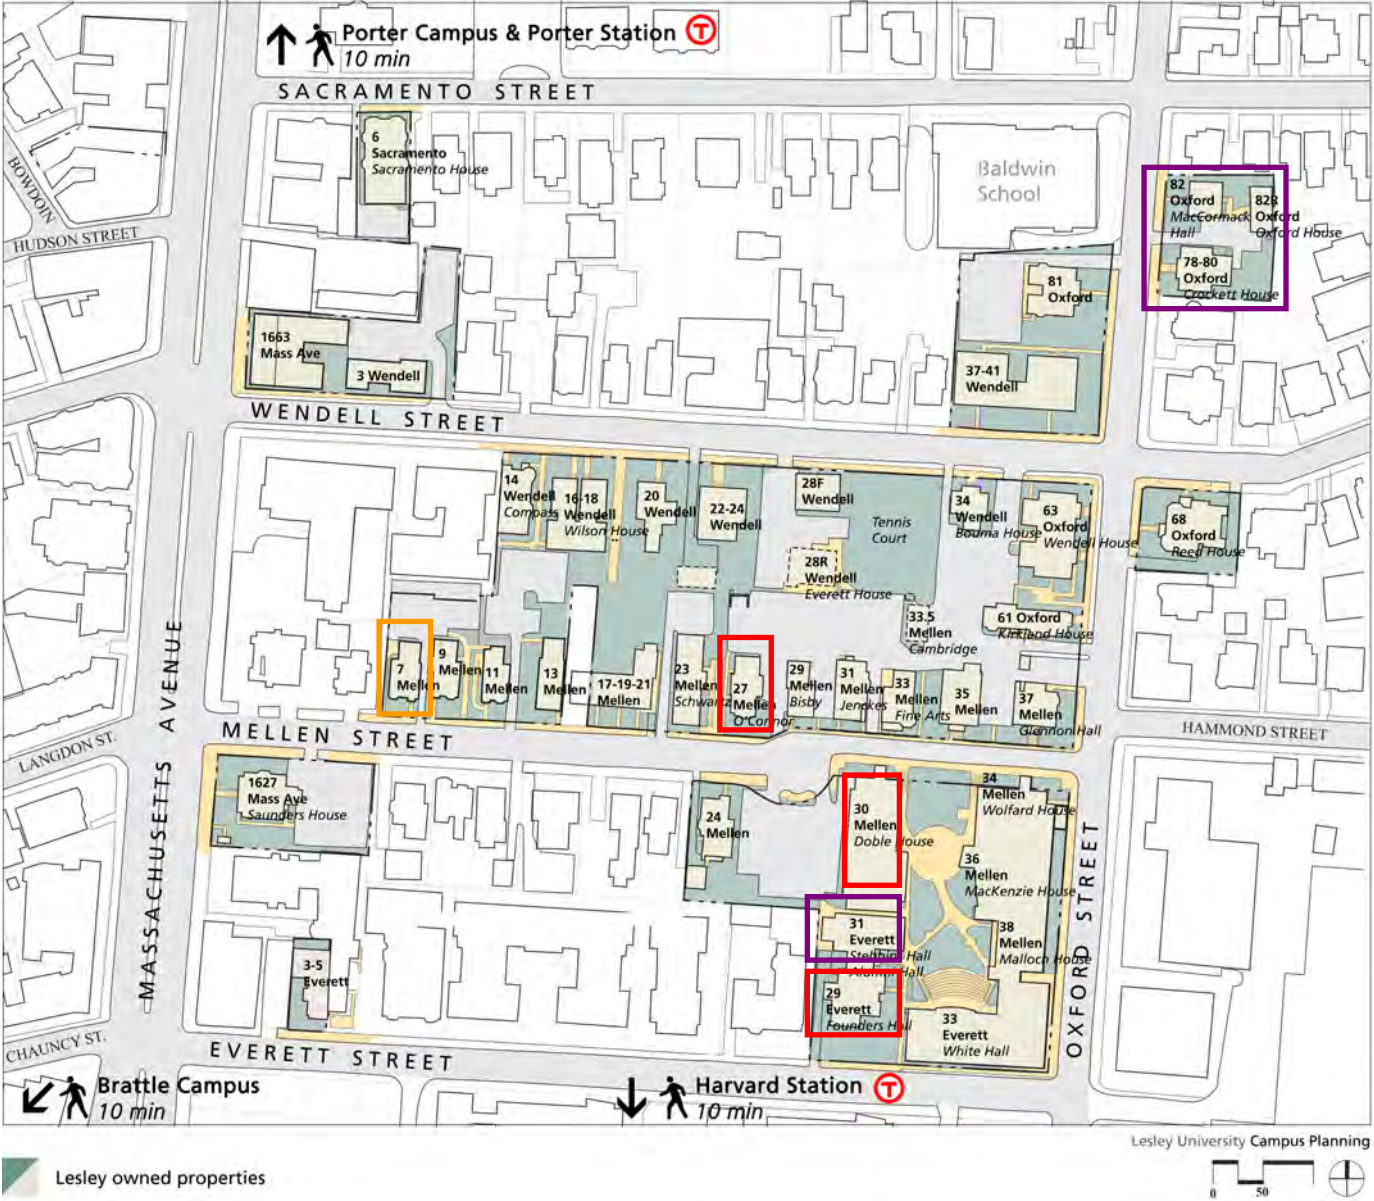 Porter Campus & Porter Station T
10 min
SACRAMENTO STREET
BOWDOIN
HUDSON STREET
6
Sacramento
Sacramento House
Baldwin
School
82
Oxford
MacCormack
Hall
82R
Oxford
Oxford House
78-80
Oxford
Crockett House
81
Oxford
1663
Mass Ave
3 Wendell
37-41
Wendell
WENDELL STREET
14
Wendell
Compass
16-18
Wendell
Wilson House
20
Wendell
22-24
Wendell
28F
Wendell
Tennis
Court
34
Wendell
Bouma House
63
Oxford
Wendell House
68
Oxford
Reed House
28R
Wendell
Everett House
33.5
Mellen
Cambridge
61 Oxford
Kirkland House
7
Mellen
9
Mellen
11
Mellen
13
Mellen
17-19-21
Mellen
23
Mellen
Schwartz
27
Mellen
O'Connor
29
Mellen
Bisby
31
Mellen
Jenckes
33
Mellen
Fine Arts
35
Mellen
37
Mellen
Glennon Hall
MASSACHUSETTS AVENUE
LANGDON ST.
MELLEN STREET
HAMMOND STREET
1627
Mass Ave
Saunders House
24
Mellen
30
Mellen
Doble House
34
Mellen
Wolfard House
36
Mellen
MacKenzie House
38
Mellen
Malloch House
31
Everett
Stebbins Hall
Alumni Hall
29
Everett
Founders Hall
33
Everett
White Hall
3-5
Everett
OXFORD STREET
CHAUNCY ST.
EVERETT STREET
Brattle Campus
10 min
Harvard Station T
10 min
Lesley University Campus Planning
Lesley owned properties
0 50